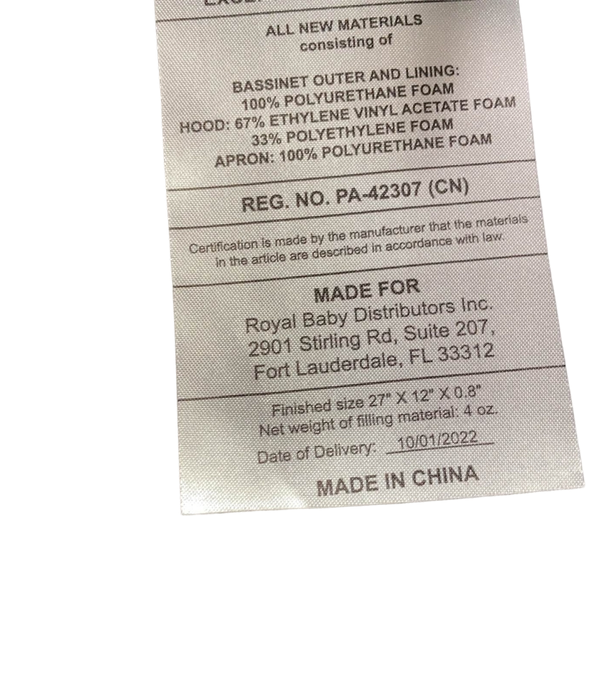 ALL NEW MATERIALS
consisting of
BASSINET OUTER AND LINING:
100% POLYURETHANE FOAM
HOOD: 67% ETHYLENE VINYL ACETATE FOAM
33% POLYETHYLENE FOAM
APRON: 100% POLYURETHANE FOAM
REG. NO. PA-42307 (CN)
Certification is made by the manufacturer that the materials
in the article are described in accordance with law.
MADE FOR
Royal Baby Distributors Inc.
2901 Stirling Rd, Suite 207,
Fort Lauderdale, FL 33312
Finished size 27" X 12" X 0.8"
Net weight of filling material: 4 oz.
Date of Delivery: 10/01/2022
MADE IN CHINA